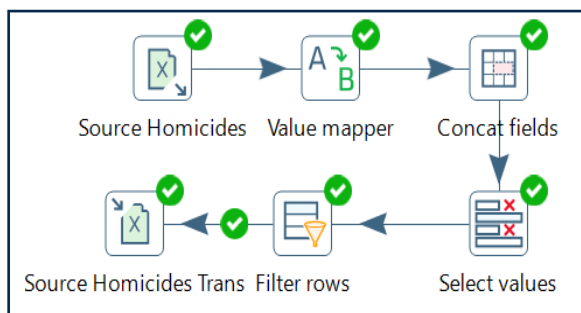 X
A
B
Source Homicides
Value mapper
Concat fields
X
Source Homicides Trans
Filter rows
Select values